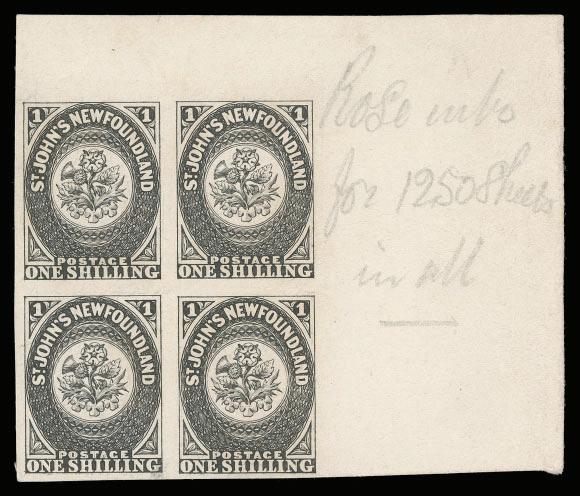 1 1 1 1
ST. JOHN'S NEWFOUNDLAND ST. JOHN'S NEWFOUNDLAND
POSTAGE POSTAGE
ONE SHILLING ONE SHILLING
1 1 1 1
ST. JOHN'S NEWFOUNDLAND ST. JOHN'S NEWFOUNDLAND
POSTAGE POSTAGE
ONE SHILLING ONE SHILLING
Rose inks
for 1250 Sheets
in all